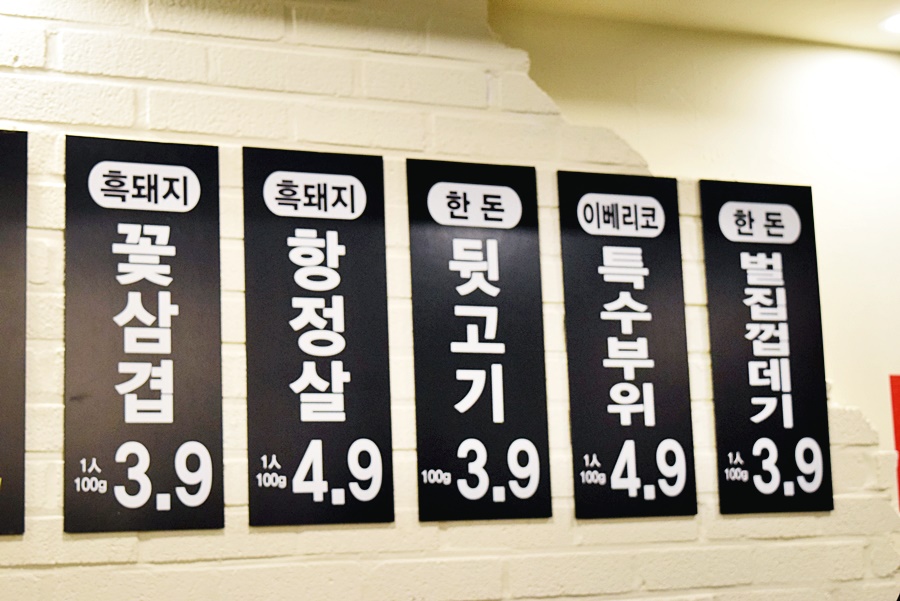 흑돼지
꽃삼겹
1人
100g
3.9
흑돼지
항정살
1人
100g
4.9
한돈
뒷고기
100g
3.9
이베리코
특수부위
1人
100g
4.9
한돈
벌집껍데기
1人
100g
3.9